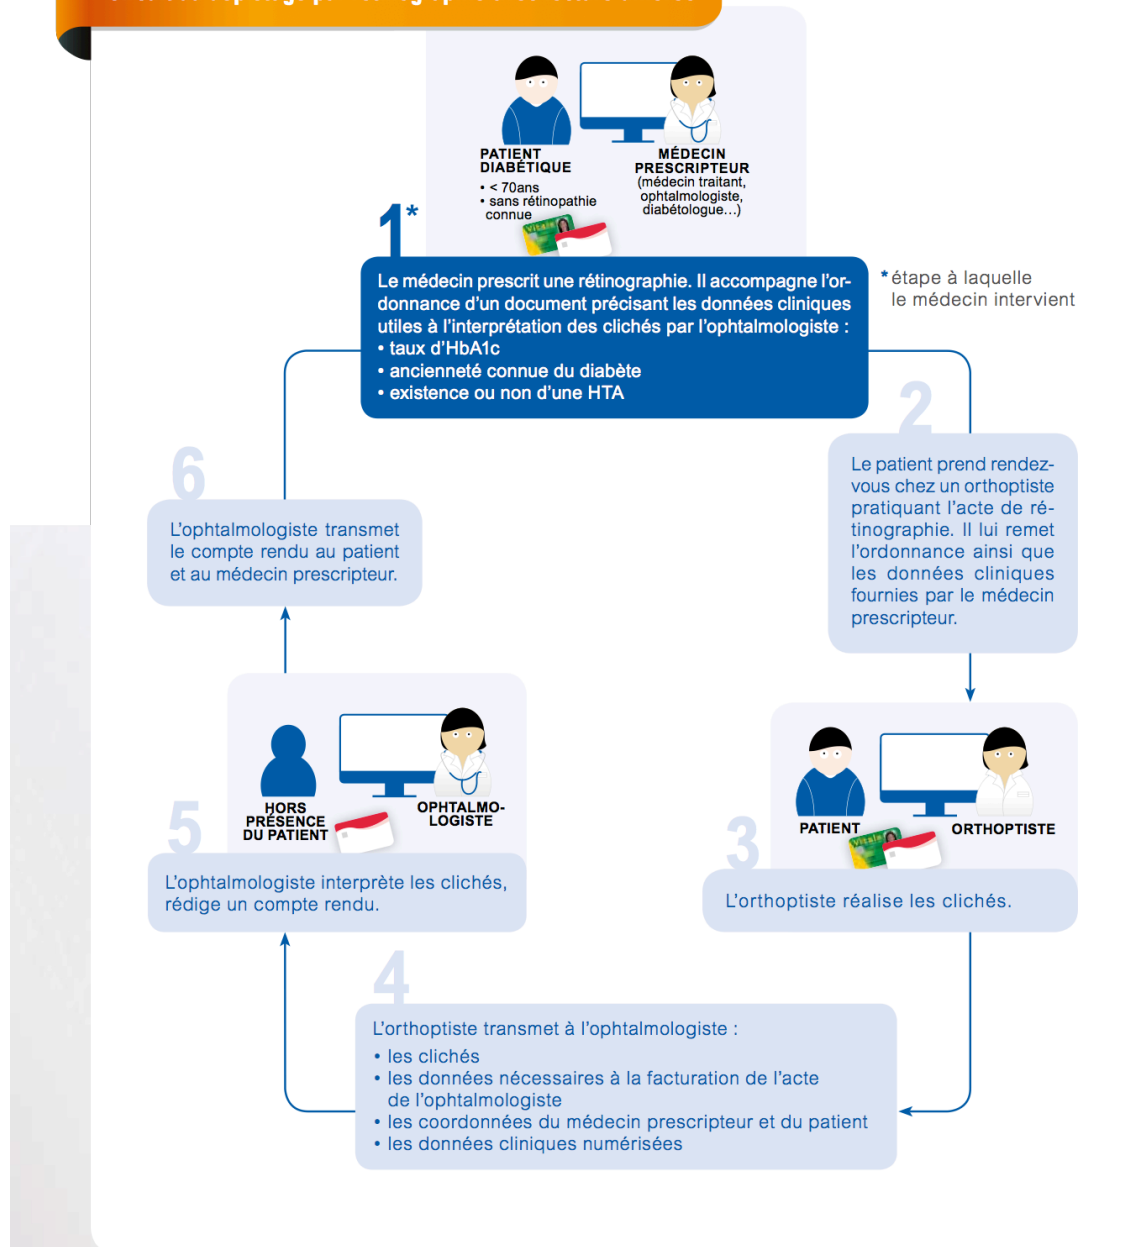 PATIENT
DIABÉTIQUE
• < 70ans
• sans rétinopathie
connue
MÉDECIN
PRESCRIPTEUR
(médecin traitant,
ophtalmologiste,
diabétologue...)
Vitale
1*
Le médecin prescrit une rétinographie. Il accompagne l’or-
donnance d’un document précisant les données cliniques
utiles à l’interprétation des clichés par l’ophtalmologiste :
• taux d’HbA1c
• ancienneté connue du diabète
• existence ou non d’une HTA
* étape à laquelle
le médecin intervient
2
Le patient prend rendez-
vous chez un orthoptiste
pratiquant l’acte de ré-
tinographie. Il lui remet
l’ordonnance ainsi que
les données cliniques
fournies par le médecin
prescripteur.
PATIENT
ORTHOPTISTE
Vitale
3
L’orthoptiste réalise les clichés.
4
L’orthoptiste transmet à l’ophtalmologiste :
• les clichés
• les données nécessaires à la facturation de l’acte
de l’ophtalmologiste
• les coordonnées du médecin prescripteur et du patient
• les données cliniques numérisées
HORS
PRÉSENCE
DU PATIENT
OPHTALMO-
LOGISTE
5
L’ophtalmologiste interprète les clichés,
rédige un compte rendu.
6
L’ophtalmologiste transmet
le compte rendu au patient
et au médecin prescripteur.